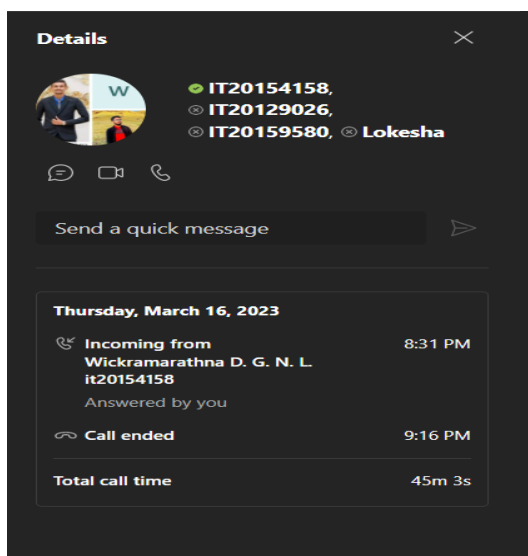 Details
W
IT20154158,
IT20129026,
IT20159580, Lokesha
Send a quick message
Thursday, March 16, 2023
Incoming from 8:31 PM
Wickramarathna D. G. N. L.
it20154158
Answered by you
Call ended 9:16 PM
Total call time 45m 3s